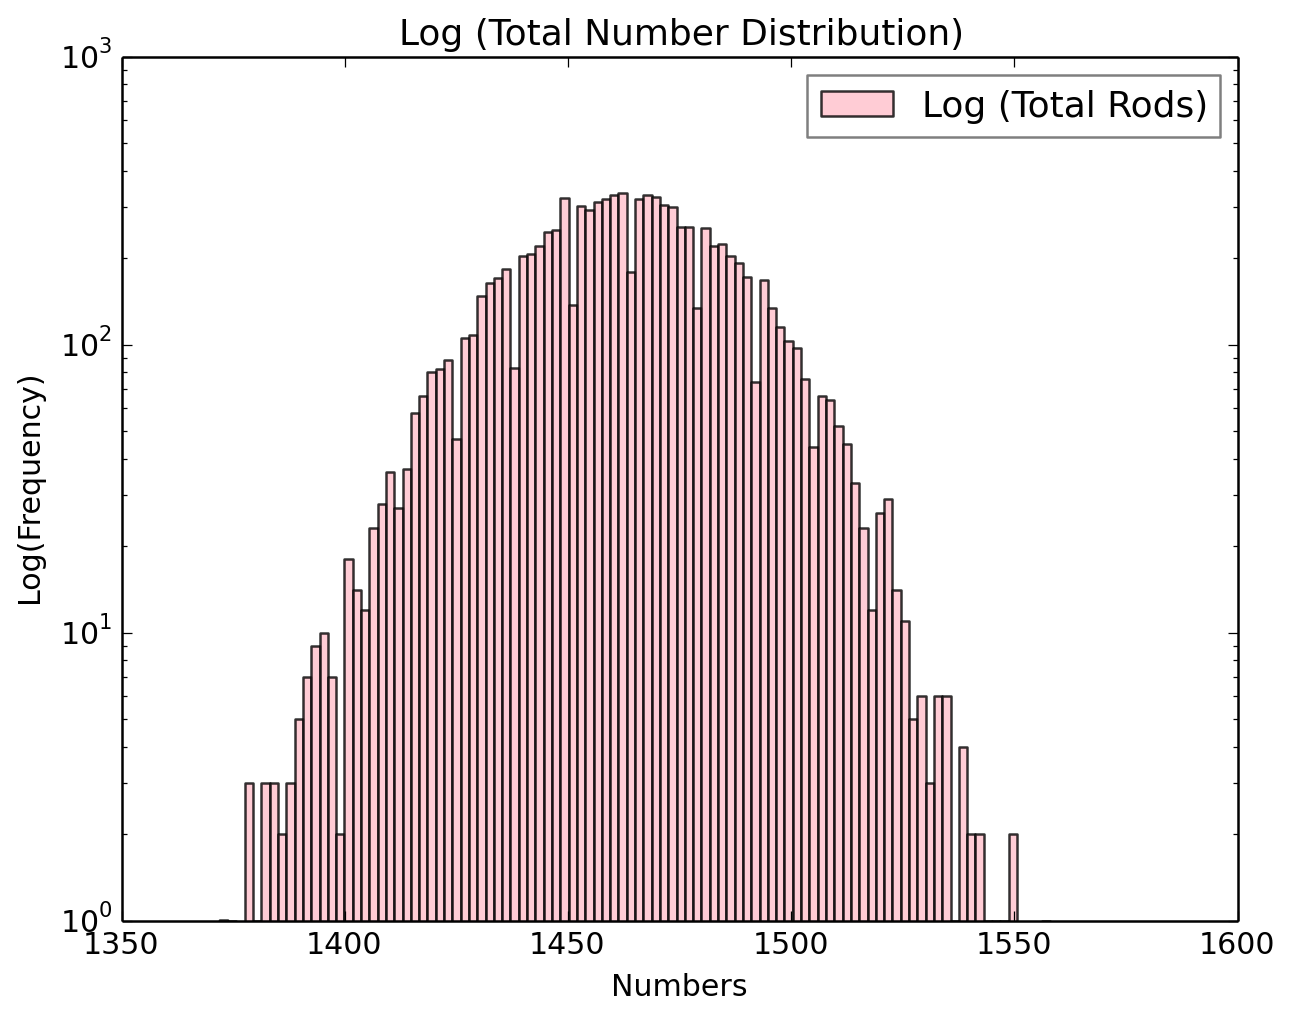 Log (Total Number Distribution)
Log (Total Rods)
10³
10²
10¹
10⁰
Log(Frequency)
1350 1400 1450 1500 1550 1600
Numbers